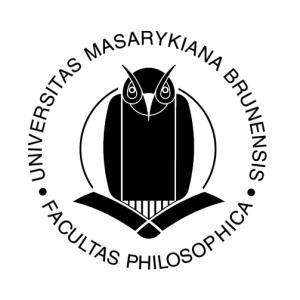 UNIVERSITAS MASARYKIANA BRUNENSIS
• FACULTAS PHILOSOPHICA •